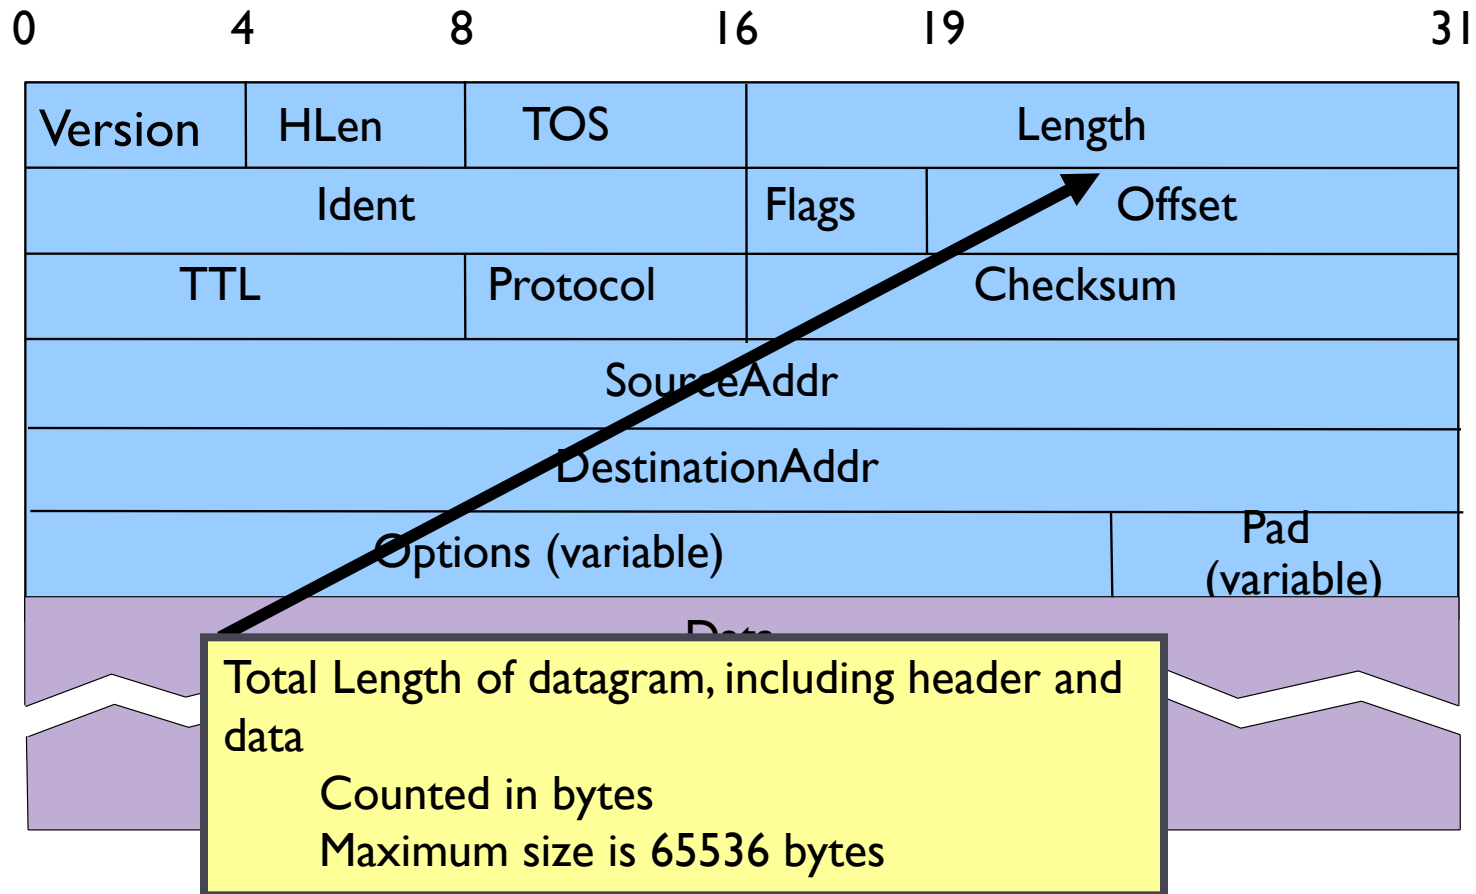 0 4 8 16 19 31
Version HLen TOS Length
Ident Flags Offset
TTL Protocol Checksum
SourceAddr
DestinationAddr
Options (variable) Pad
(variable)
Data
Total Length of datagram, including header and
data
Counted in bytes
Maximum size is 65536 bytes